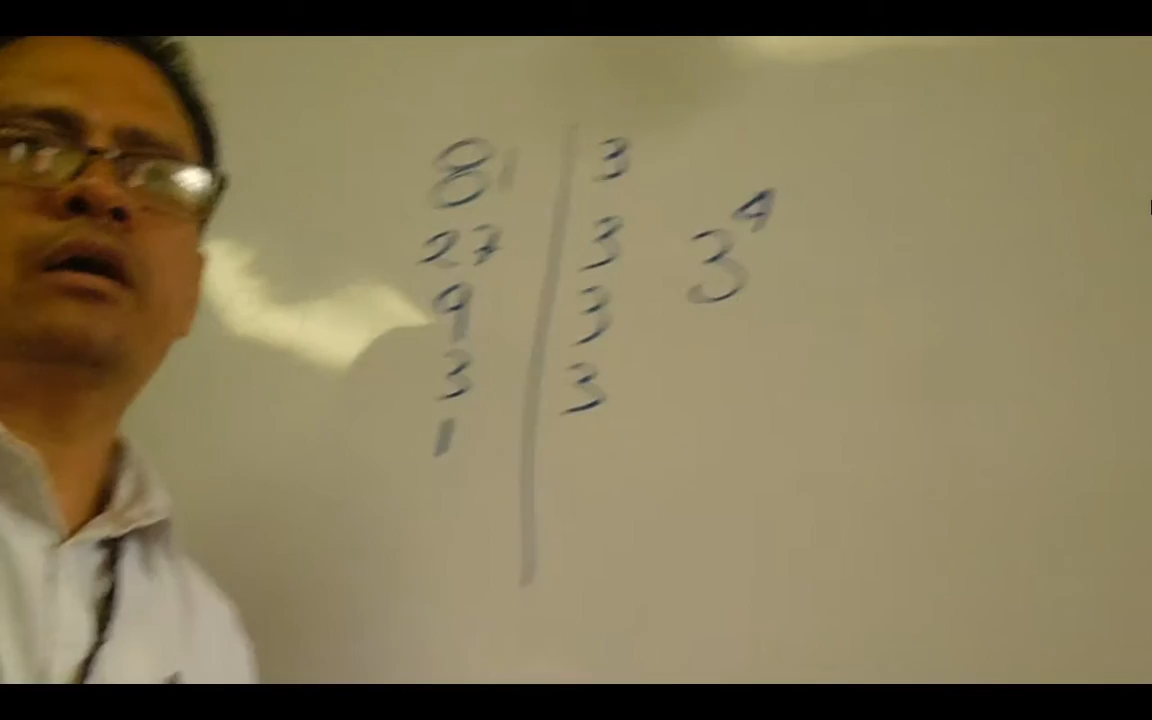 81 | 3
27 | 3 3⁴
9 | 3
3 | 3
1 |